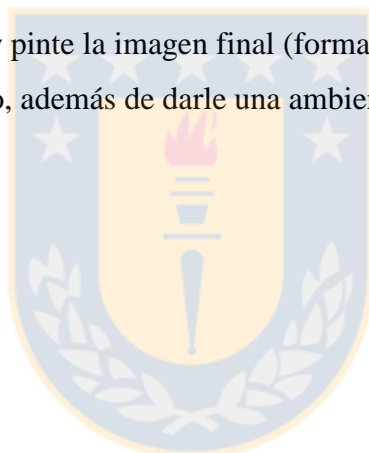 pinte la imagen final (forma
, además de darle una ambie